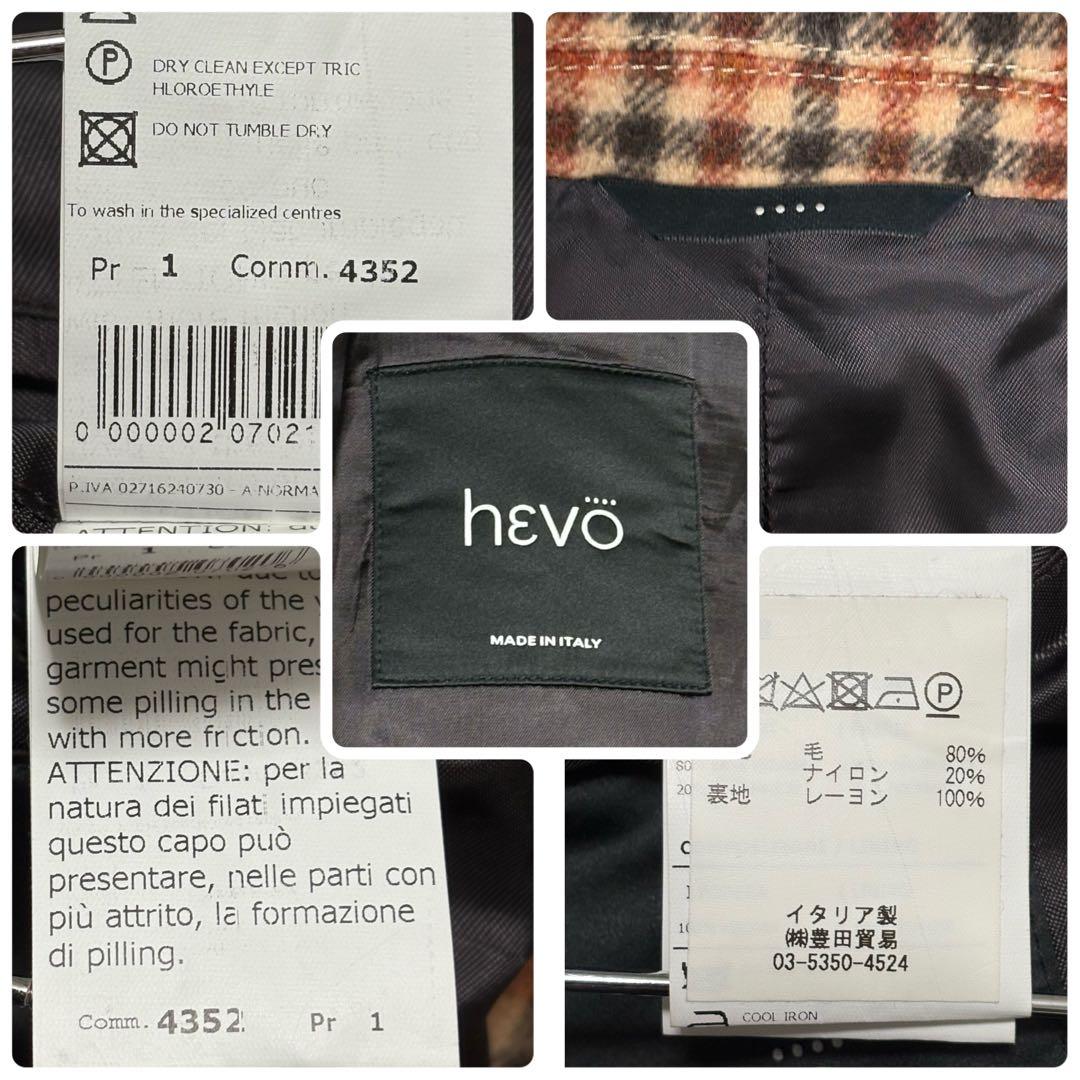 DRY CLEAN EXCEPT TRIC
HLOROETHYLE
DO NOT TUMBLE DRY
To wash in the specialized centres
Pr - 1 Comm. 4352
0 000002 07021
P.IVA 02716240730 - A NORMA
ATTENTION:
hεvö
MADE IN ITALY
peculiarities of the
used for the fabric,
garment might
some pilling in the
with more friction.
ATTENZIONE: per la
natura dei filati impiegati
questo capo può
presentare, nelle parti con
più attrito, la formazione
di pilling.
Comm. 4352 Pr 1
P
毛 80%
ナイロン 20%
裏地 レーヨン 100%
イタリア製
㈱豊田貿易
03-5350-4524
COOL IRON